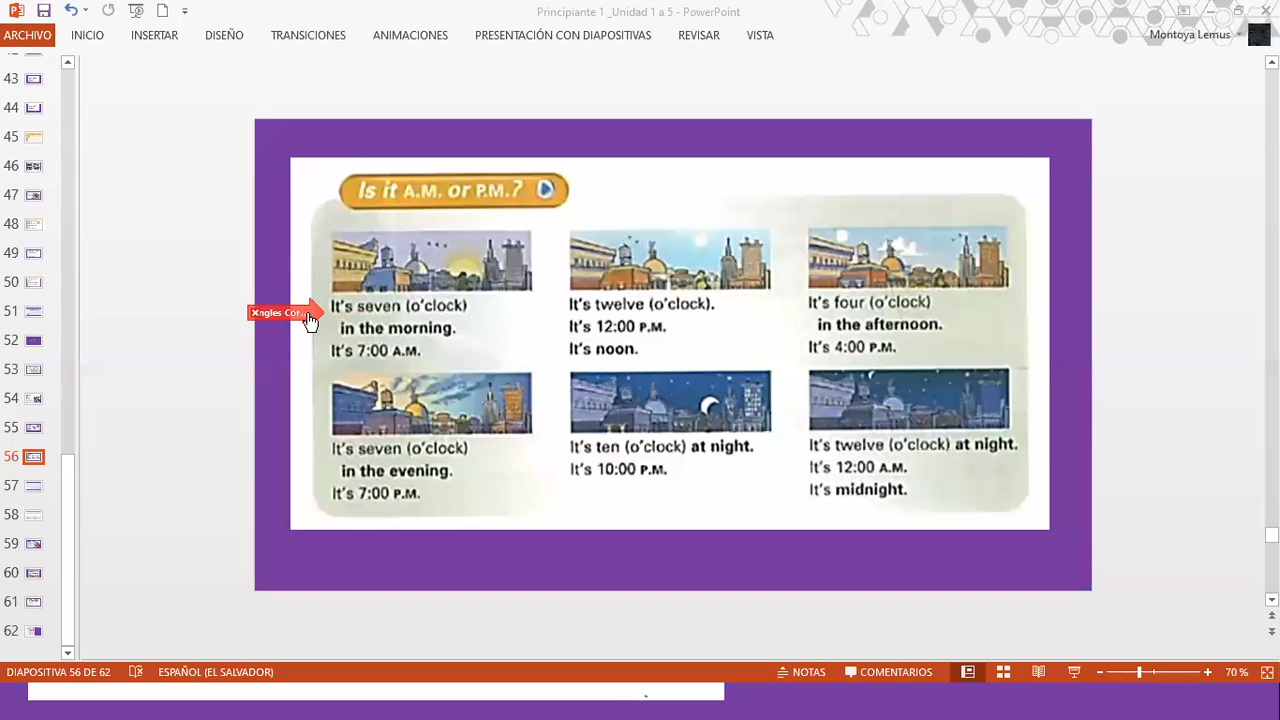 Principiante 1 _Unidad 1 a 5 - PowerPoint
ARCHIVO INICIO INSERTAR DISEÑO TRANSICIONES ANIMACIONES PRESENTACIÓN CON DIAPOSITIVAS REVISAR VISTA Montoya Lemus
43
44
45
46
47
48
49
50
51
52
53
54
55
56
57
58
59
60
61
62
Is it A.M. or P.M.?
It's seven (o'clock)
in the morning.
It's 7:00 A.M.
It's twelve (o'clock).
It's 12:00 P.M.
It's noon.
It's four (o'clock)
in the afternoon.
It's 4:00 P.M.
It's seven (o'clock)
in the evening.
It's 7:00 P.M.
It's ten (o'clock) at night.
It's 10:00 P.M.
It's twelve (o'clock) at night.
It's 12:00 A.M.
It's midnight.
DIAPOSITIVA 56 DE 62 ESPAÑOL (EL SALVADOR) NOTAS COMENTARIOS 70 %